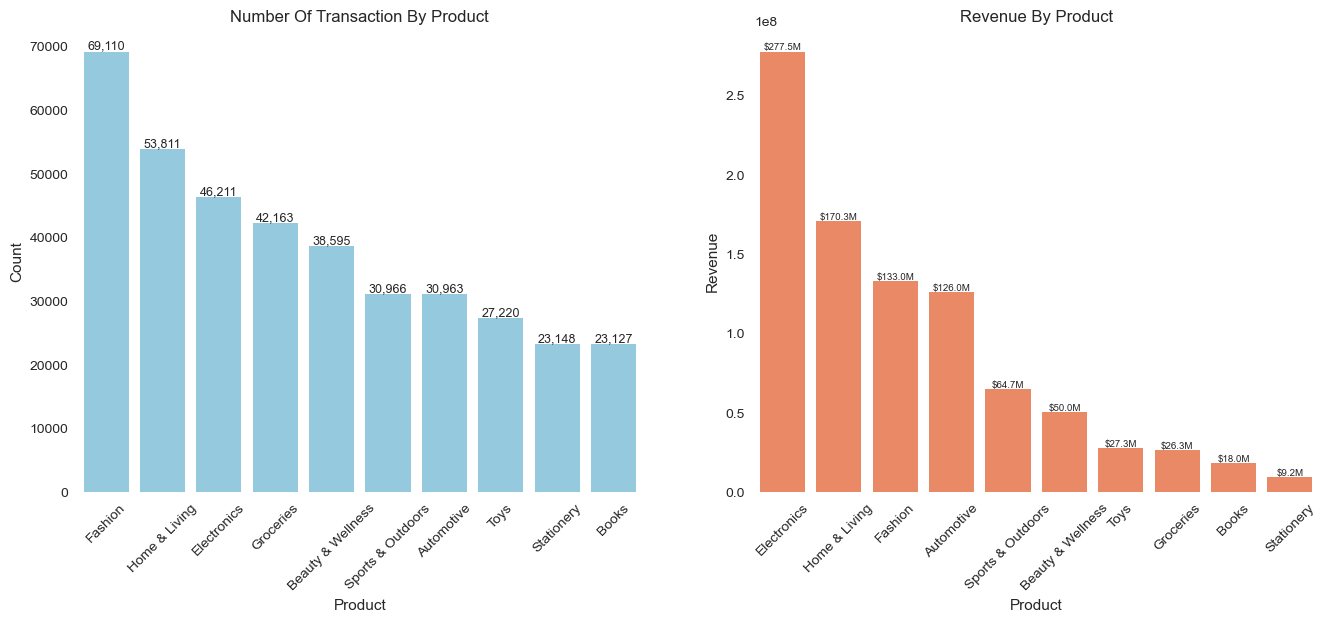 Number Of Transaction By Product
70000
60000
50000
40000
30000
20000
10000
0
Count
69,110
53,811
46,211
42,163
38,595
30,966
30,963
27,220
23,148
23,127
Fashion
Home & Living
Electronics
Groceries
Beauty & Wellness
Sports & Outdoors
Automotive
Toys
Stationery
Books
Product
Revenue By Product
1e8
2.5
2.0
1.5
1.0
0.5
0.0
Revenue
$277.5M
$170.3M
$133.0M
$126.0M
$64.7M
$50.0M
$27.3M
$26.3M
$18.0M
$9.2M
Electronics
Home & Living
Fashion
Automotive
Sports & Outdoors
Beauty & Wellness
Toys
Groceries
Books
Stationery
Product